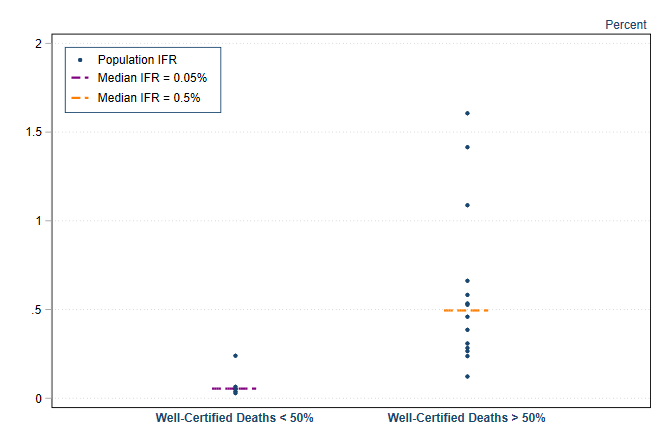 Percent
2
Population IFR
Median IFR = 0.05%
Median IFR = 0.5%
1.5
1
.5
0
Well-Certified Deaths < 50%
Well-Certified Deaths > 50%